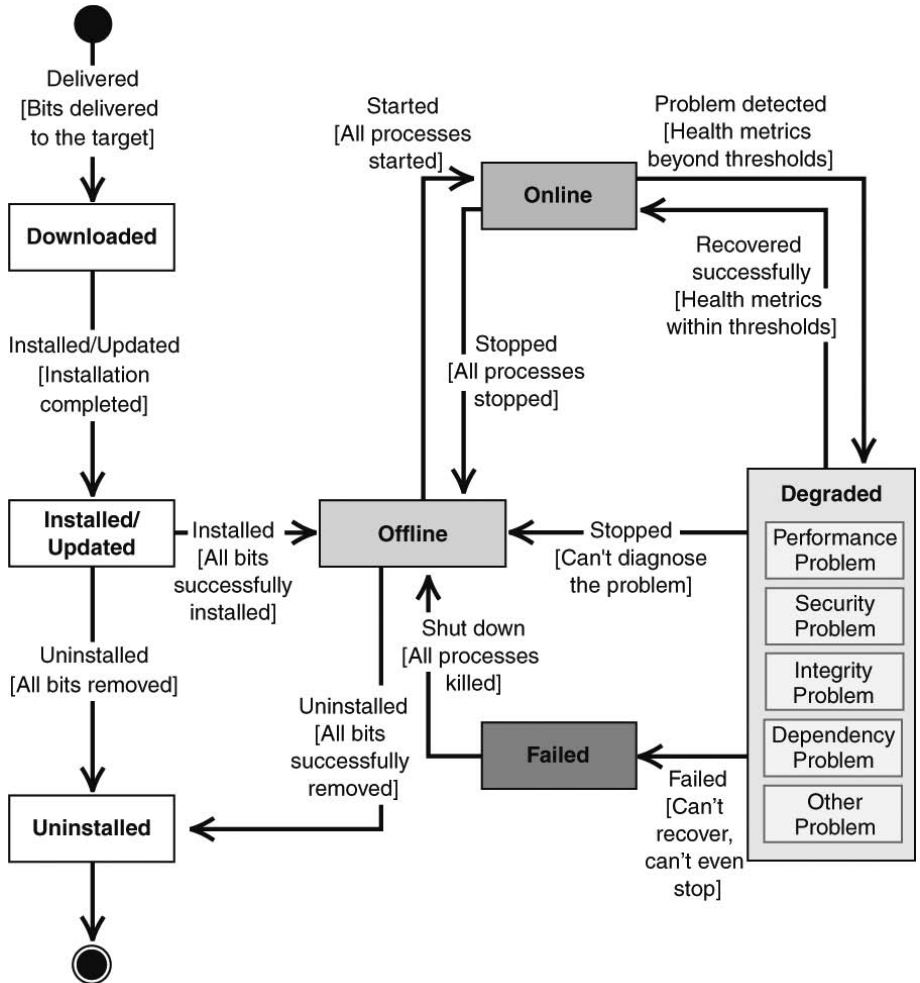 Delivered
[Bits delivered
to the target]
Downloaded
Installed/Updated
[Installation
completed]
Installed/
Updated
Uninstalled
[All bits removed]
Uninstalled
Installed
[All bits
successfully
installed]
Offline
Uninstalled
[All bits
successfully
removed]
Started
[All processes
started]
Online
Stopped
[All processes
stopped]
Problem detected
[Health metrics
beyond thresholds]
Recovered
successfully
[Health metrics
within thresholds]
Stopped
[Can't diagnose
the problem]
Shut down
[All processes
killed]
Failed
Failed
[Can't
recover,
can't even
stop]
Degraded
Performance
Problem
Security
Problem
Integrity
Problem
Dependency
Problem
Other
Problem